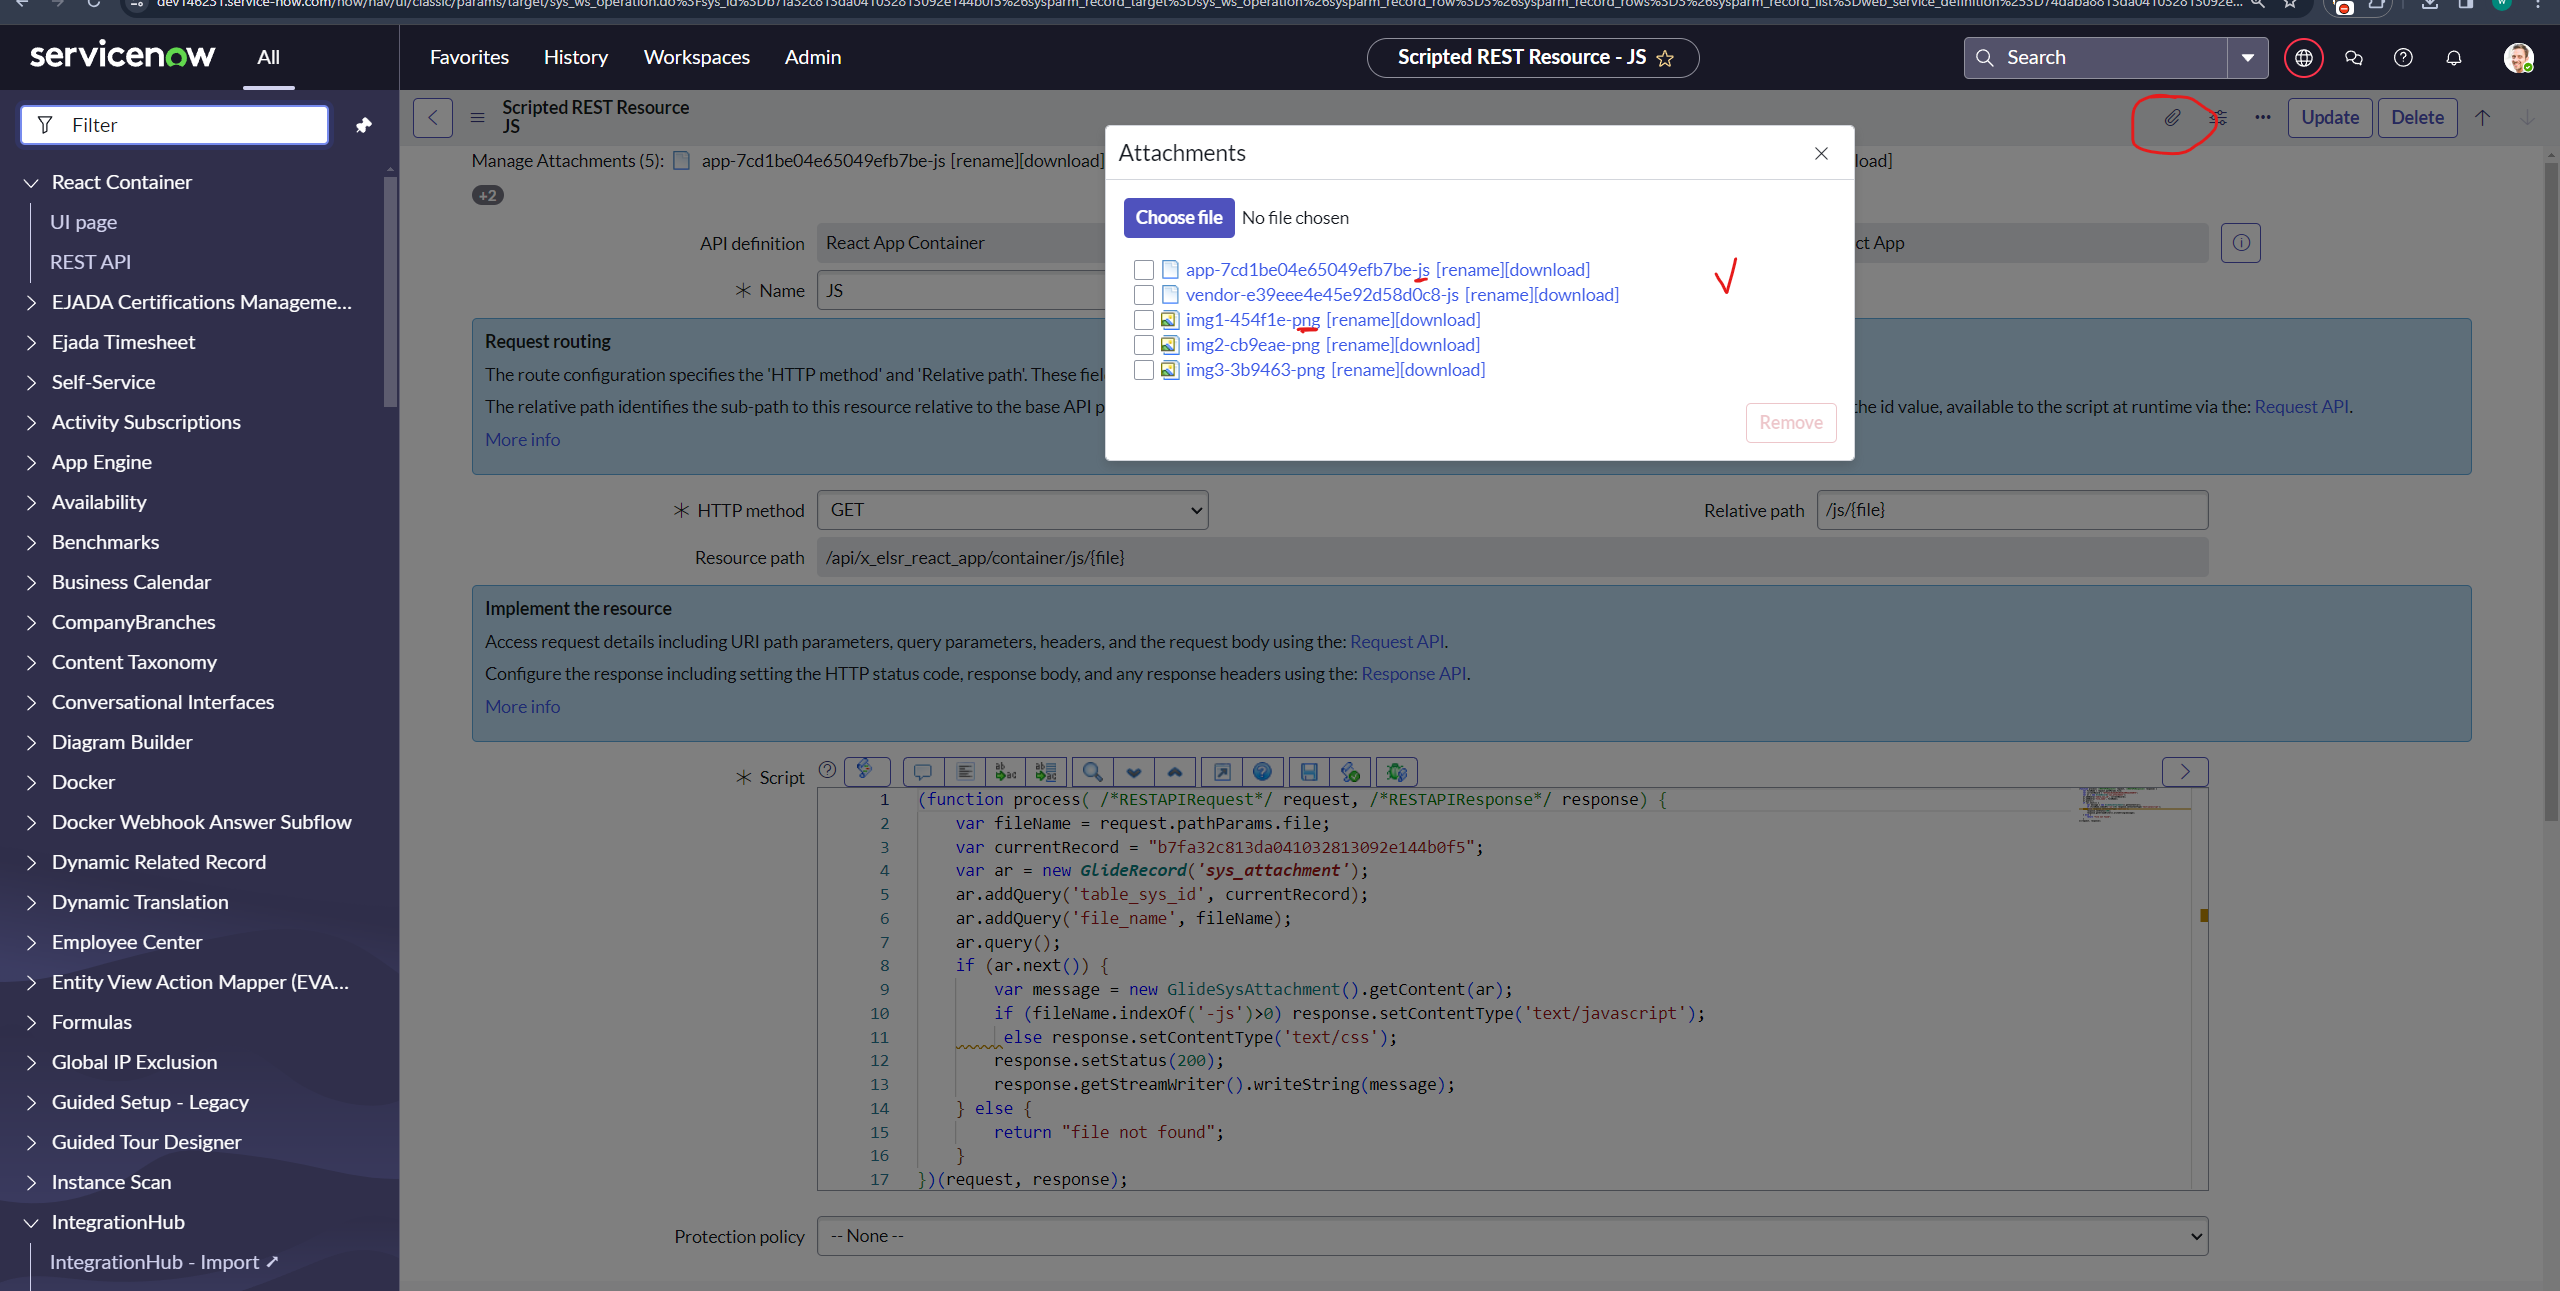 servicenow
All
Favorites
History
Workspaces
Admin
Scripted REST Resource - JS
Search
Filter
React Container
UI page
REST API
EJADA Certifications Manageme...
Ejada Timesheet
Self-Service
Activity Subscriptions
App Engine
Availability
Benchmarks
Business Calendar
CompanyBranches
Content Taxonomy
Conversational Interfaces
Diagram Builder
Docker
Docker Webhook Answer Subflow
Dynamic Related Record
Dynamic Translation
Employee Center
Entity View Action Mapper (EVA...
Formulas
Global IP Exclusion
Guided Setup - Legacy
Guided Tour Designer
Instance Scan
IntegrationHub
IntegrationHub - Import
Scripted REST Resource
JS
Update
Delete
Manage Attachments (5): app-7cd1be04e65049efb7be-js [rename][download]
load]
+2
API definition
React App Container
ct App
Name
JS
Attachments
Choose file No file chosen
app-7cd1be04e65049efb7be-js [rename][download]
vendor-e39eee4e45e92d58d0c8-js [rename][download]
img1-454f1e-png [rename][download]
img2-cb9eae-png [rename][download]
img3-3b9463-png [rename][download]
Remove
Request routing
The route configuration specifies the 'HTTP method' and 'Relative path'. These fiel
The relative path identifies the sub-path to this resource relative to the base API p
he id value, available to the script at runtime via the: Request API.
More info
HTTP method
GET
Relative path
/js/{file}
Resource path
/api/x_elsr_react_app/container/js/{file}
Implement the resource
Access request details including URI path parameters, query parameters, headers, and the request body using the: Request API.
Configure the response including setting the HTTP status code, response body, and any response headers using the: Response API.
More info
Script
1 (function process( /*RESTAPIRequest*/ request, /*RESTAPIResponse*/ response) {
2 var fileName = request.pathParams.file;
3 var currentRecord = "b7fa32c813da041032813092e144b0f5";
4 var ar = new GlideRecord('sys_attachment');
5 ar.addQuery('table_sys_id', currentRecord);
6 ar.addQuery('file_name', fileName);
7 ar.query();
8 if (ar.next()) {
9 var message = new GlideSysAttachment().getContent(ar);
10 if (fileName.indexOf('-js')>0) response.setContentType('text/javascript');
11 else response.setContentType('text/css');
12 response.setStatus(200);
13 response.getStreamWriter().writeString(message);
14 } else {
15 return "file not found";
16 }
17 })(request, response);
Protection policy
-- None --